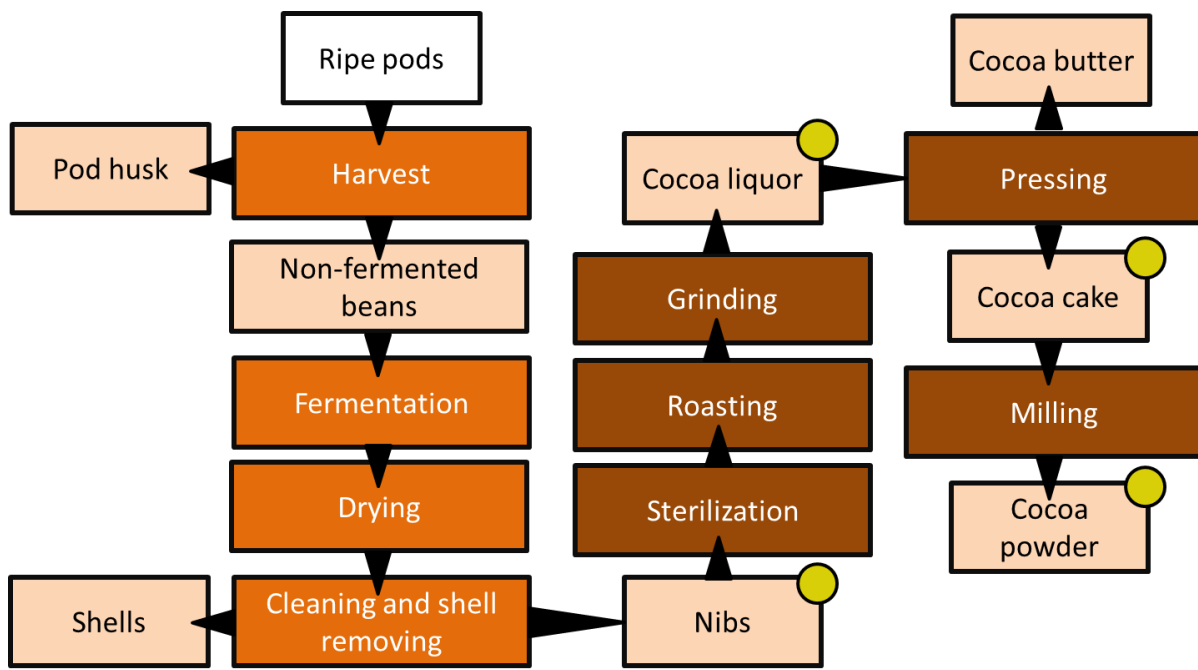 Ripe pods
Pod husk
Harvest
Non-fermented
beans
Fermentation
Drying
Shells
Cleaning and shell
removing
Nibs
Sterilization
Roasting
Grinding
Cocoa liquor
Pressing
Cocoa butter
Cocoa cake
Milling
Cocoa
powder